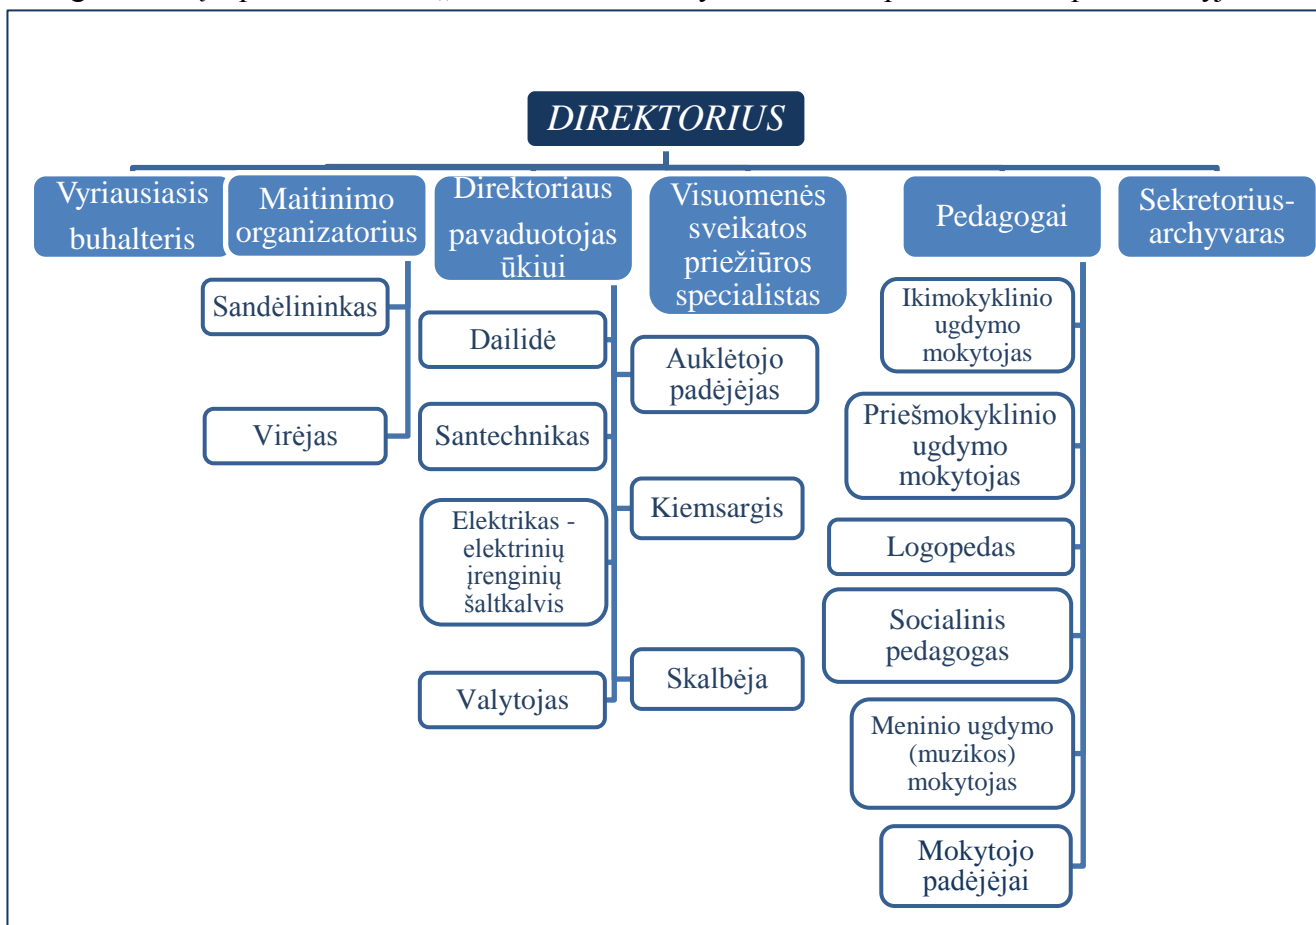 DIREKTORIUS
Vyriausiasis
buhalteris
Maitinimo
organizatorius
Direktoriaus
pavaduotojas
ūkiui
Visuomenės
sveikatos
priežiūros
specialistas
Pedagogai
Sekretorius-
archyvaras
Sandėlininkas
Virėjas
Dailidė
Santechnikas
Elektrikas -
elektrinių
įrenginių
šaltkalvis
Valytojas
Auklėtojo
padėjėjas
Kiemsargis
Skalbėja
Ikimokyklinio
ugdymo
mokytojas
Priešmokyklinio
ugdymo
mokytojas
Logopedas
Socialinis
pedagogas
Meninio ugdymo
(muzikos)
mokytojas
Mokytojo
padėjėjai